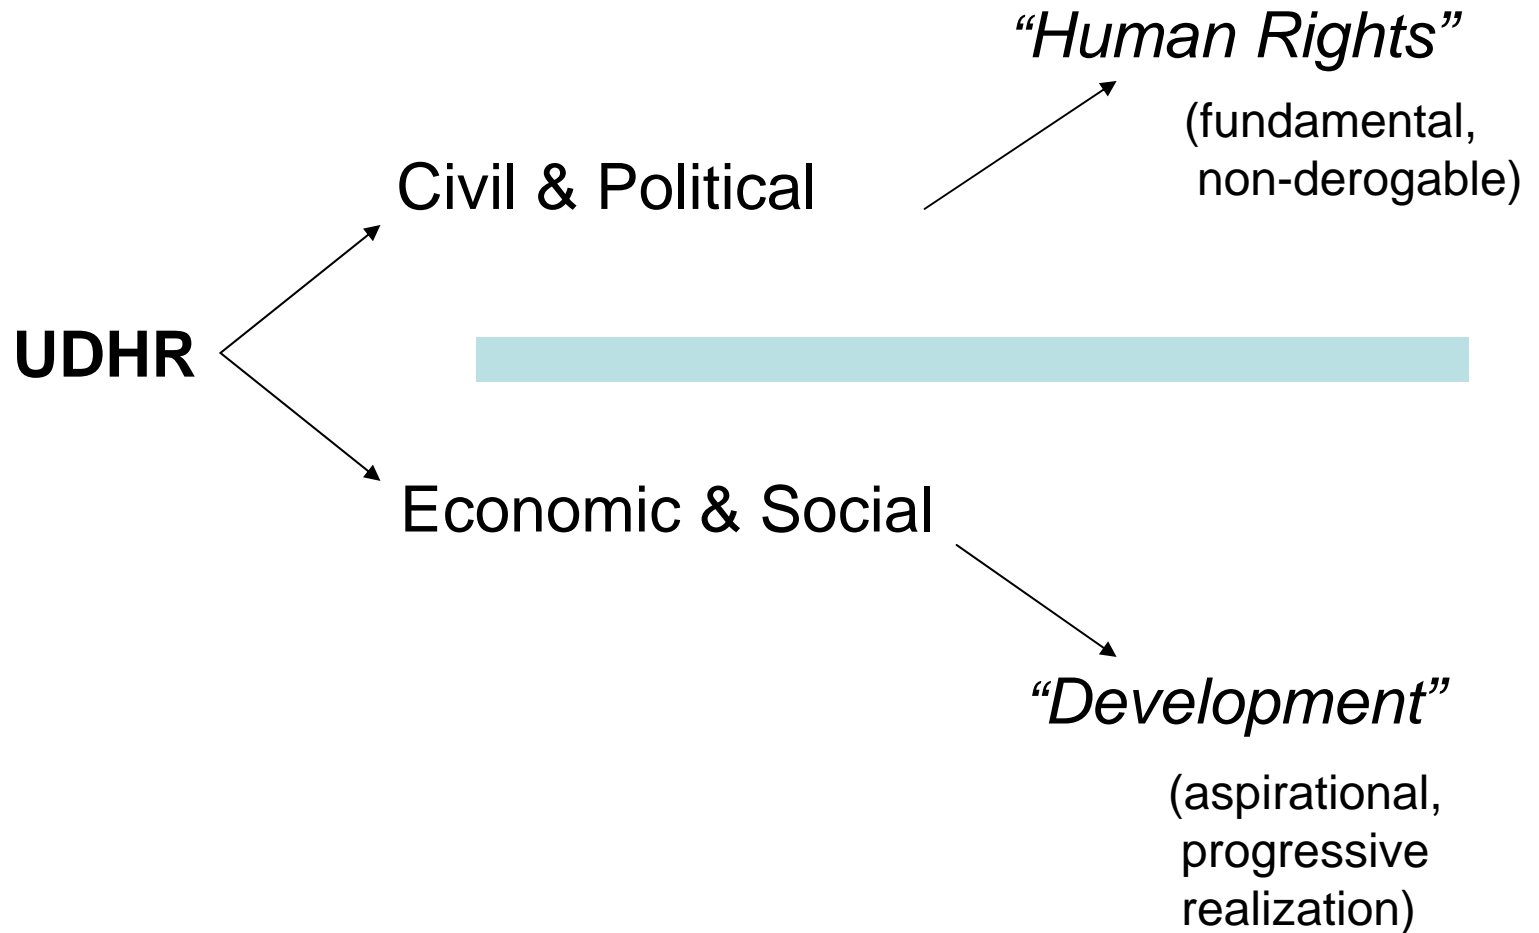 “Human Rights”
(fundamental,
non-derogable)
Civil & Political
UDHR
Economic & Social
“Development”
(aspirational,
progressive
realization)